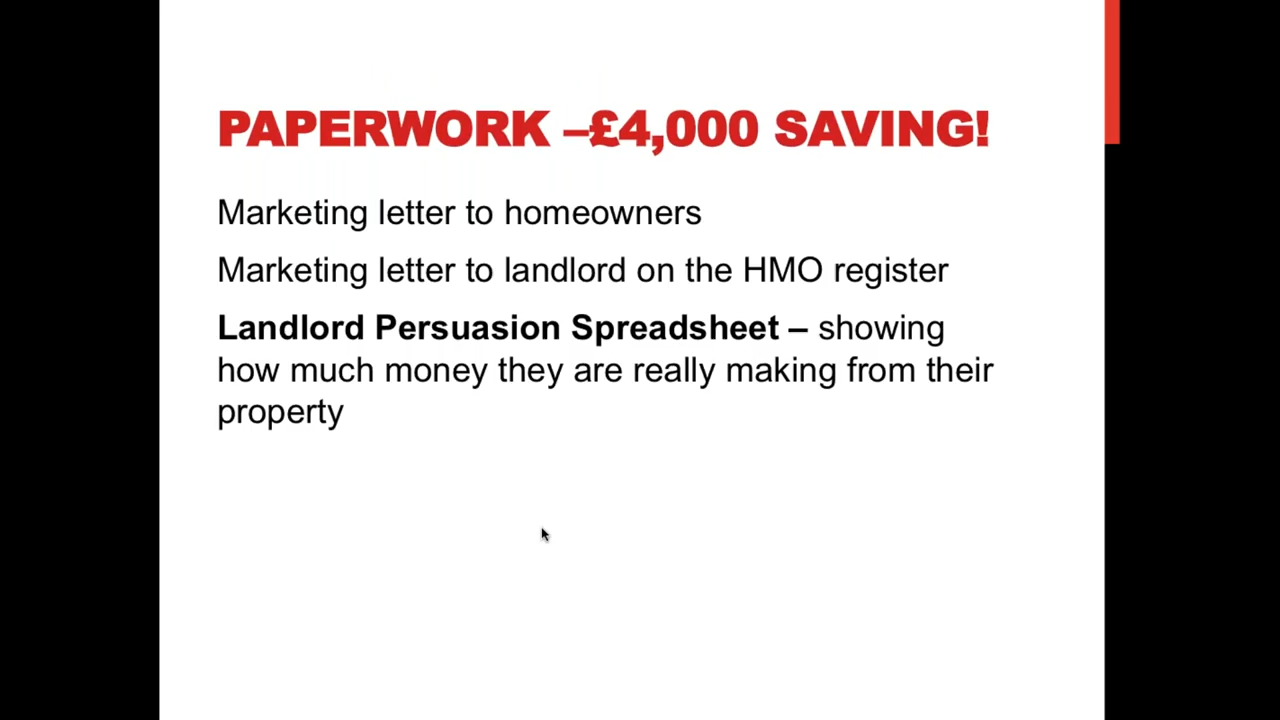 PAPERWORK –£4,000 SAVING!
Marketing letter to homeowners
Marketing letter to landlord on the HMO register
Landlord Persuasion Spreadsheet – showing
how much money they are really making from their
property